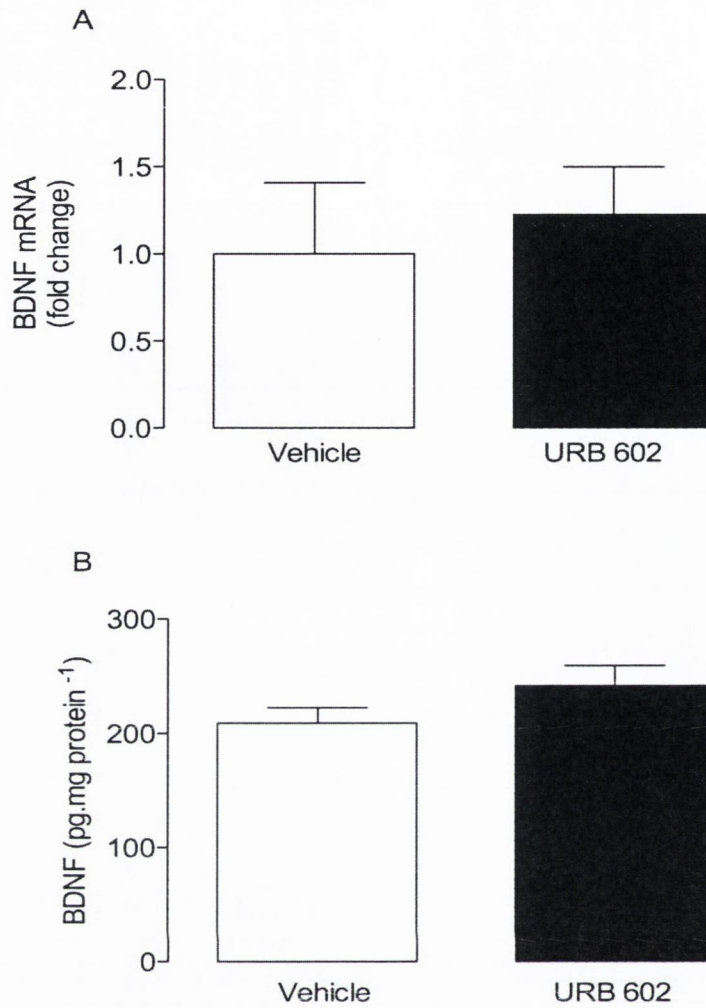 A
2.0
1.5
1.0
0.5
0.0
BDNF mRNA
(fold change)
Vehicle
URB 602
B
300
200
100
0
BDNF (pg.mg protein -1)
Vehicle
URB 602